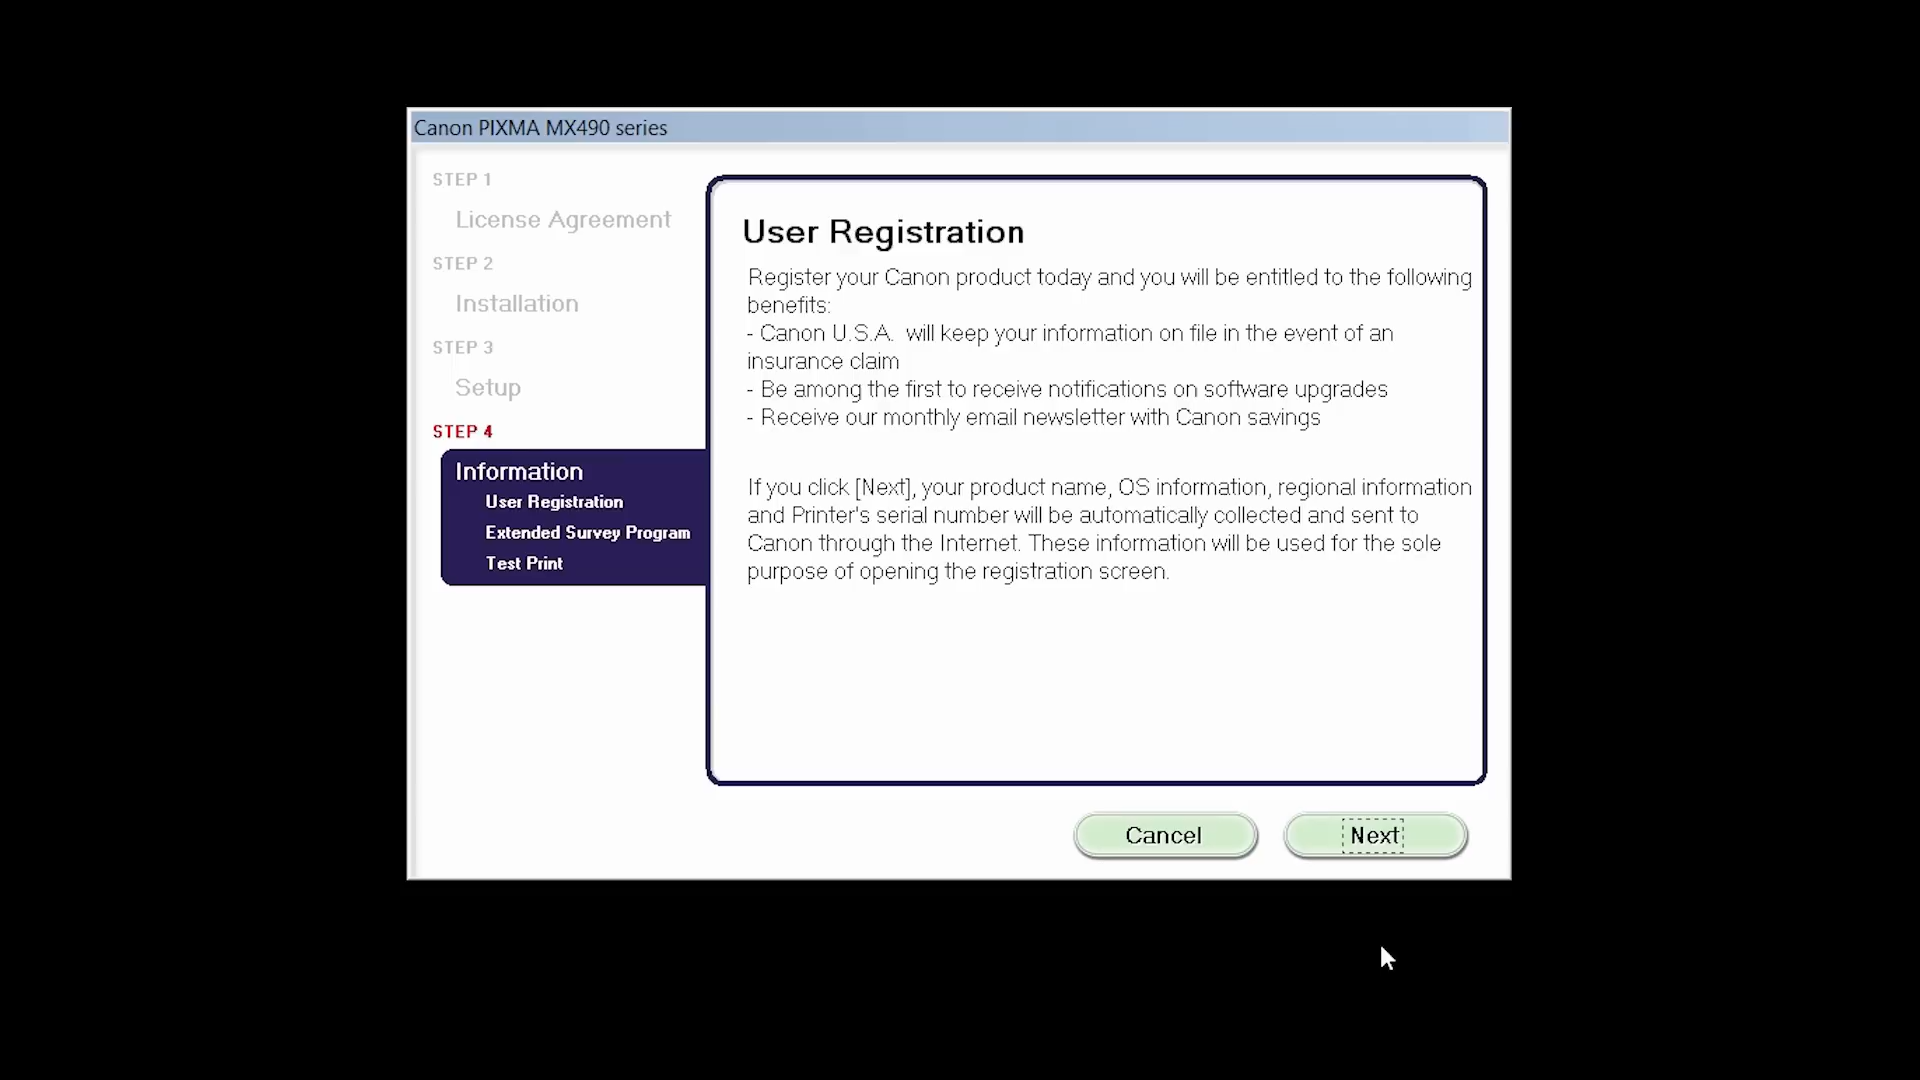 Canon PIXMA MX490 series
STEP 1
License Agreement
STEP 2
Installation
STEP 3
Setup
STEP 4
Information
User Registration
Extended Survey Program
Test Print
User Registration
Register your Canon product today and you will be entitled to the following
benefits:
- Canon U.S.A.  will keep your information on file in the event of an
insurance claim
- Be among the first to receive notifications on software upgrades
- Receive our monthly email newsletter with Canon savings
If you click [Next], your product name, OS information, regional information
and Printer's serial number will be automatically collected and sent to
Canon through the Internet. These information will be used for the sole
purpose of opening the registration screen.
Cancel
Next